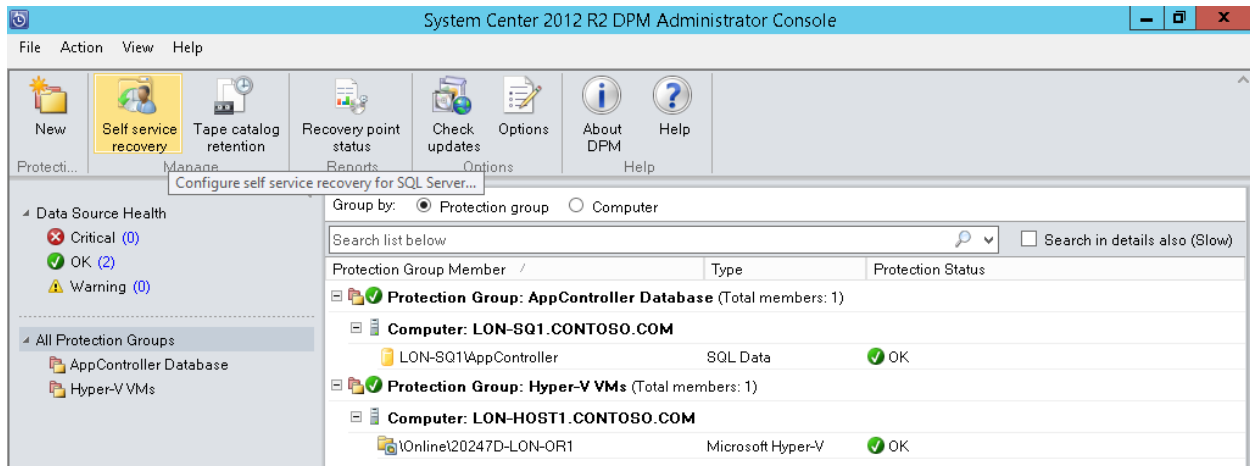 System Center 2012 R2 DPM Administrator Console
File Action View Help
New
Self service recovery
Tape catalog retention
Recovery point status
Check updates
Options
About DPM
Help
Protecti...
Manage
Reports
Options
Help
Configure self service recovery for SQL Server...
Data Source Health
Critical (0)
OK (2)
Warning (0)
All Protection Groups
AppController Database
Hyper-V VMs
Group by: Protection group Computer
Search list below
Search in details also (Slow)
Protection Group Member / Type Protection Status
Protection Group: AppController Database (Total members: 1)
Computer: LON-SQ1.CONTOSO.COM
LON-SQ1\AppController SQL Data OK
Protection Group: Hyper-V VMs (Total members: 1)
Computer: LON-HOST1.CONTOSO.COM
\Online\20247D-LON-OR1 Microsoft Hyper-V OK